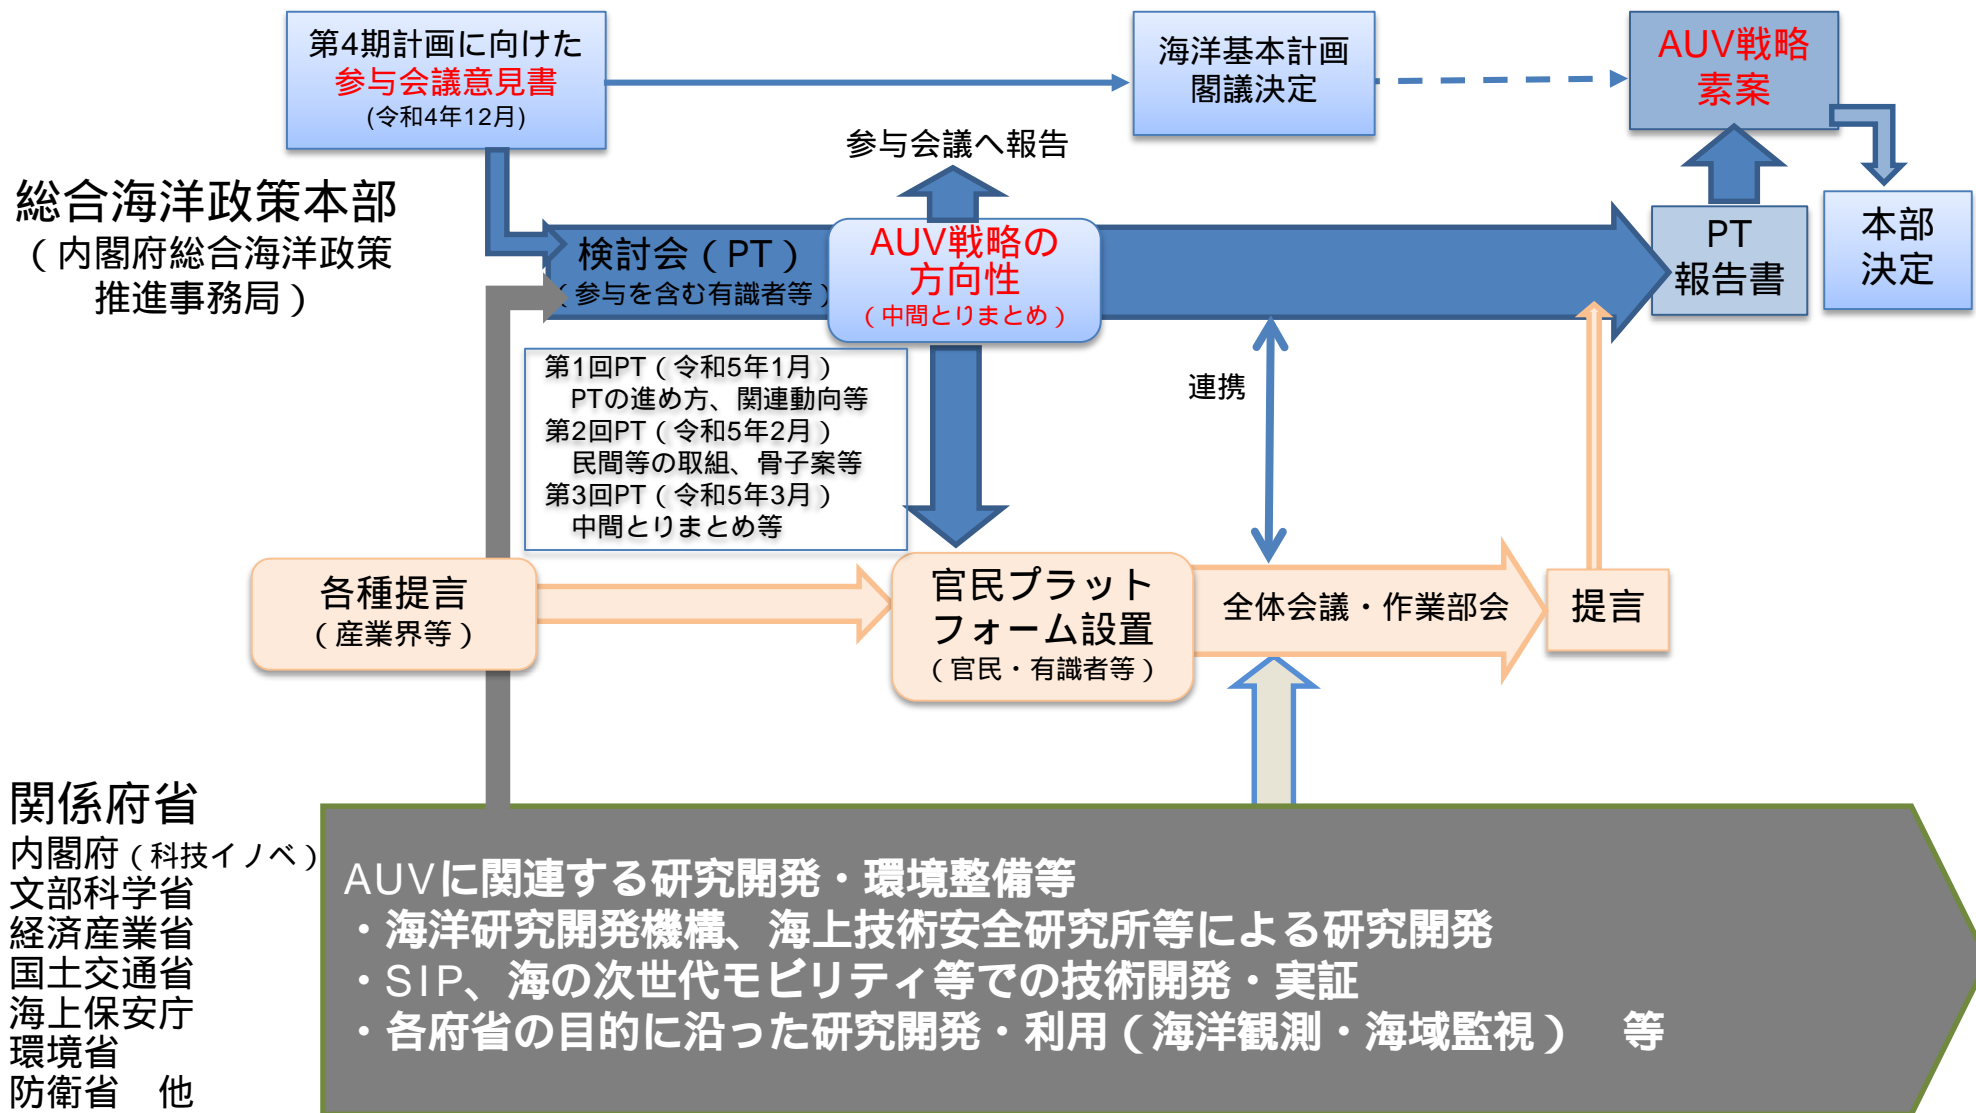 第4期計画に向けた
参与会議意見書
(令和4年12月)
海洋基本計画
閣議決定
AUV戦略
素案
参与会議へ報告
総合海洋政策本部
（内閣府総合海洋政策
推進事務局）
検討会（PT）
（参与を含む有識者等）
AUV戦略の
方向性
（中間とりまとめ）
PT
報告書
本部
決定
第1回PT（令和5年1月）
PTの進め方、関連動向等
第2回PT（令和5年2月）
民間等の取組、骨子案等
第3回PT（令和5年3月）
中間とりまとめ等
連携
各種提言
（産業界等）
官民プラット
フォーム設置
（官民・有識者等）
全体会議・作業部会
提言
関係府省
内閣府（科技イノベ）
文部科学省
経済産業省
国土交通省
海上保安庁
環境省
防衛省　他
AUVに関連する研究開発・環境整備等
・海洋研究開発機構、海上技術安全研究所等による研究開発
・SIP、海の次世代モビリティ等での技術開発・実証
・各府省の目的に沿った研究開発・利用（海洋観測・海域監視）　等